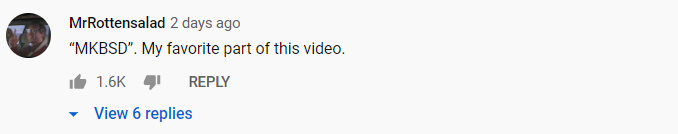 MrRottensalad 2 days ago
“MKBSD”. My favorite part of this video.
1.6K REPLY
View 6 replies